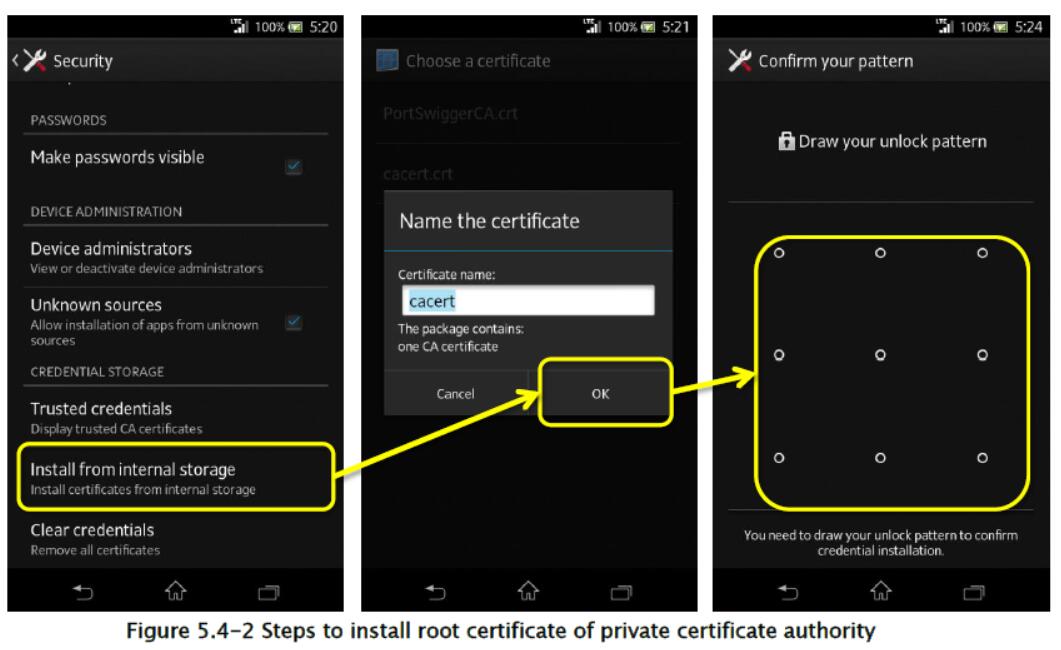 LTE 100% 5:20
Security
PASSWORDS
Make passwords visible
DEVICE ADMINISTRATION
Device administrators
View or deactivate device administrators
Unknown sources
Allow installation of apps from unknown
sources
CREDENTIAL STORAGE
Trusted credentials
Display trusted CA certificates
Install from internal storage
Install certificates from internal storage
Clear credentials
Remove all certificates
LTE 100% 5:21
Choose a certificate
PortSwiggerCA.crt
cacert.crt
Name the certificate
Certificate name:
cacert
The package contains:
one CA certificate
Cancel OK
LTE 100% 5:24
Confirm your pattern
Draw your unlock pattern
You need to draw your unlock pattern to confirm
credential installation.
Figure 5.4-2 Steps to install root certificate of private certificate authority